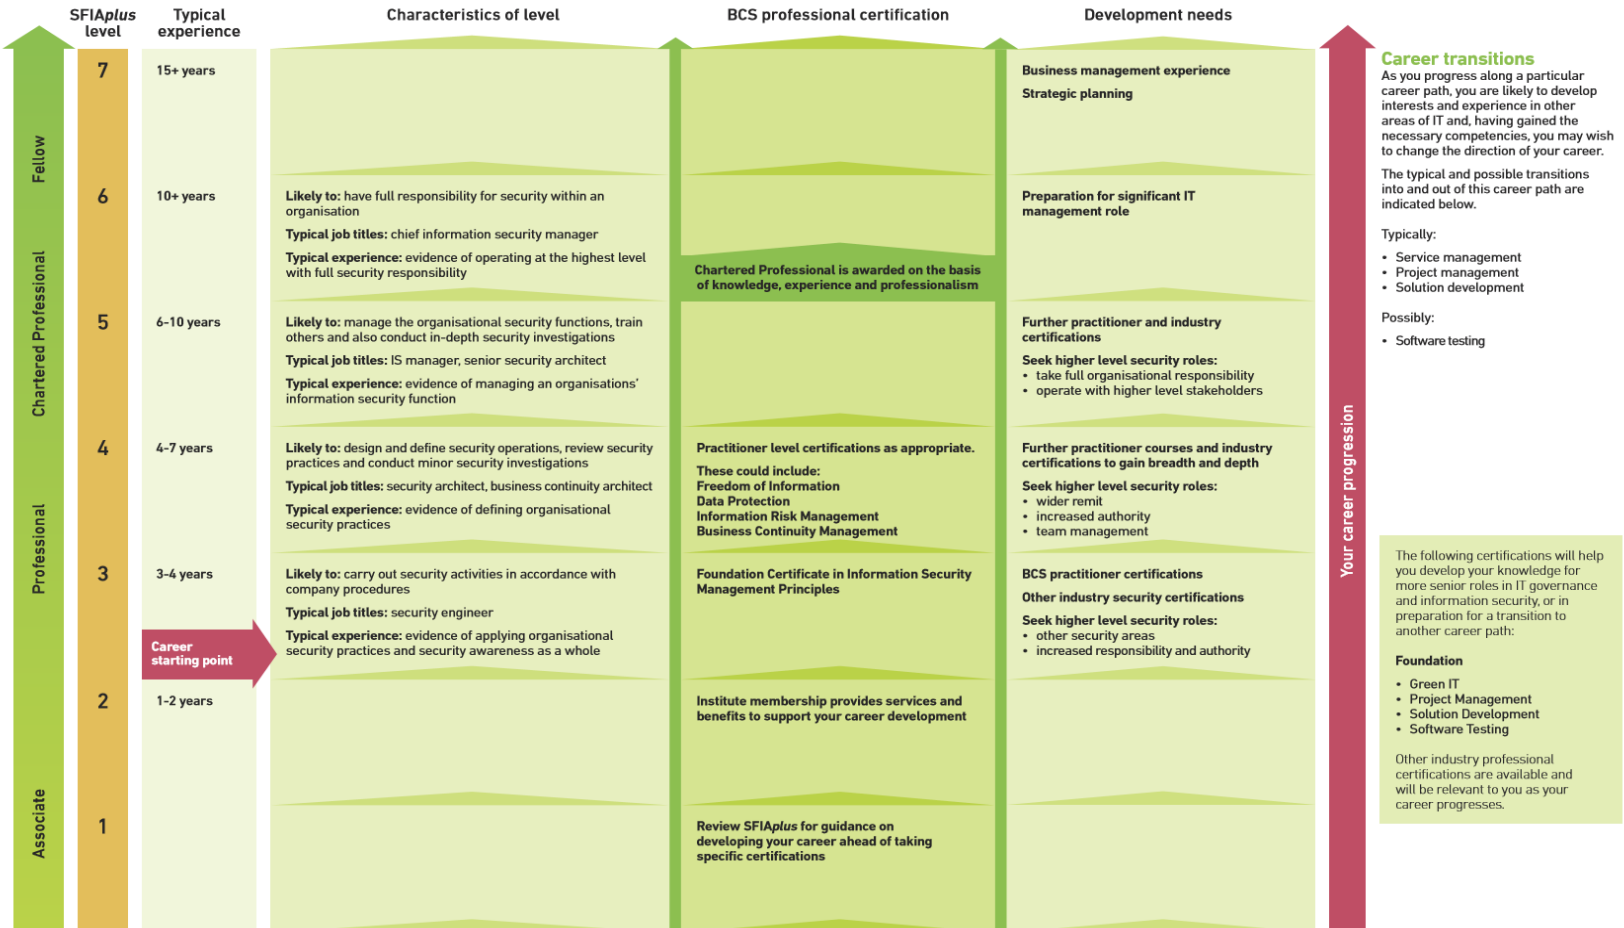 SFIAplus
level
Typical
experience
Characteristics of level
BCS professional certification
Development needs
Fellow
Chartered Professional
Professional
Associate
7
15+ years
Business management experience
Strategic planning
6
10+ years
Likely to: have full responsibility for security within an
organisation
Typical job titles: chief information security manager
Typical experience: evidence of operating at the highest level
with full security responsibility
Chartered Professional is awarded on the basis
of knowledge, experience and professionalism
Preparation for significant IT
management role
5
6-10 years
Likely to: manage the organisational security functions, train
others and also conduct in-depth security investigations
Typical job titles: IS manager, senior security architect
Typical experience: evidence of managing an organisations'
information security function
Further practitioner and industry
certifications
Seek higher level security roles:
• take full organisational responsibility
• operate with higher level stakeholders
4
4-7 years
Likely to: design and define security operations, review security
practices and conduct minor security investigations
Typical job titles: security architect, business continuity architect
Typical experience: evidence of defining organisational
security practices
Practitioner level certifications as appropriate.
These could include:
Freedom of Information
Data Protection
Information Risk Management
Business Continuity Management
Further practitioner courses and industry
certifications to gain breadth and depth
Seek higher level security roles:
• wider remit
• increased authority
• team management
3
3-4 years
Career
starting point
Likely to: carry out security activities in accordance with
company procedures
Typical job titles: security engineer
Typical experience: evidence of applying organisational
security practices and security awareness as a whole
Foundation Certificate in Information Security
Management Principles
BCS practitioner certifications
Other industry security certifications
Seek higher level security roles:
• other security areas
• increased responsibility and authority
2
1-2 years
Institute membership provides services and
benefits to support your career development
1
Review SFIAplus for guidance on
developing your career ahead of taking
specific certifications
Your career progression
Career transitions
As you progress along a particular
career path, you are likely to develop
interests and experience in other
areas of IT and, having gained the
necessary competencies, you may wish
to change the direction of your career.
The typical and possible transitions
into and out of this career path are
indicated below.
Typically:
• Service management
• Project management
• Solution development
Possibly:
• Software testing
The following certifications will help
you develop your knowledge for
more senior roles in IT governance
and information security, or in
preparation for a transition to
another career path:
Foundation
• Green IT
• Project Management
• Solution Development
• Software Testing
Other industry professional
certifications are available and
will be relevant to you as your
career progresses.